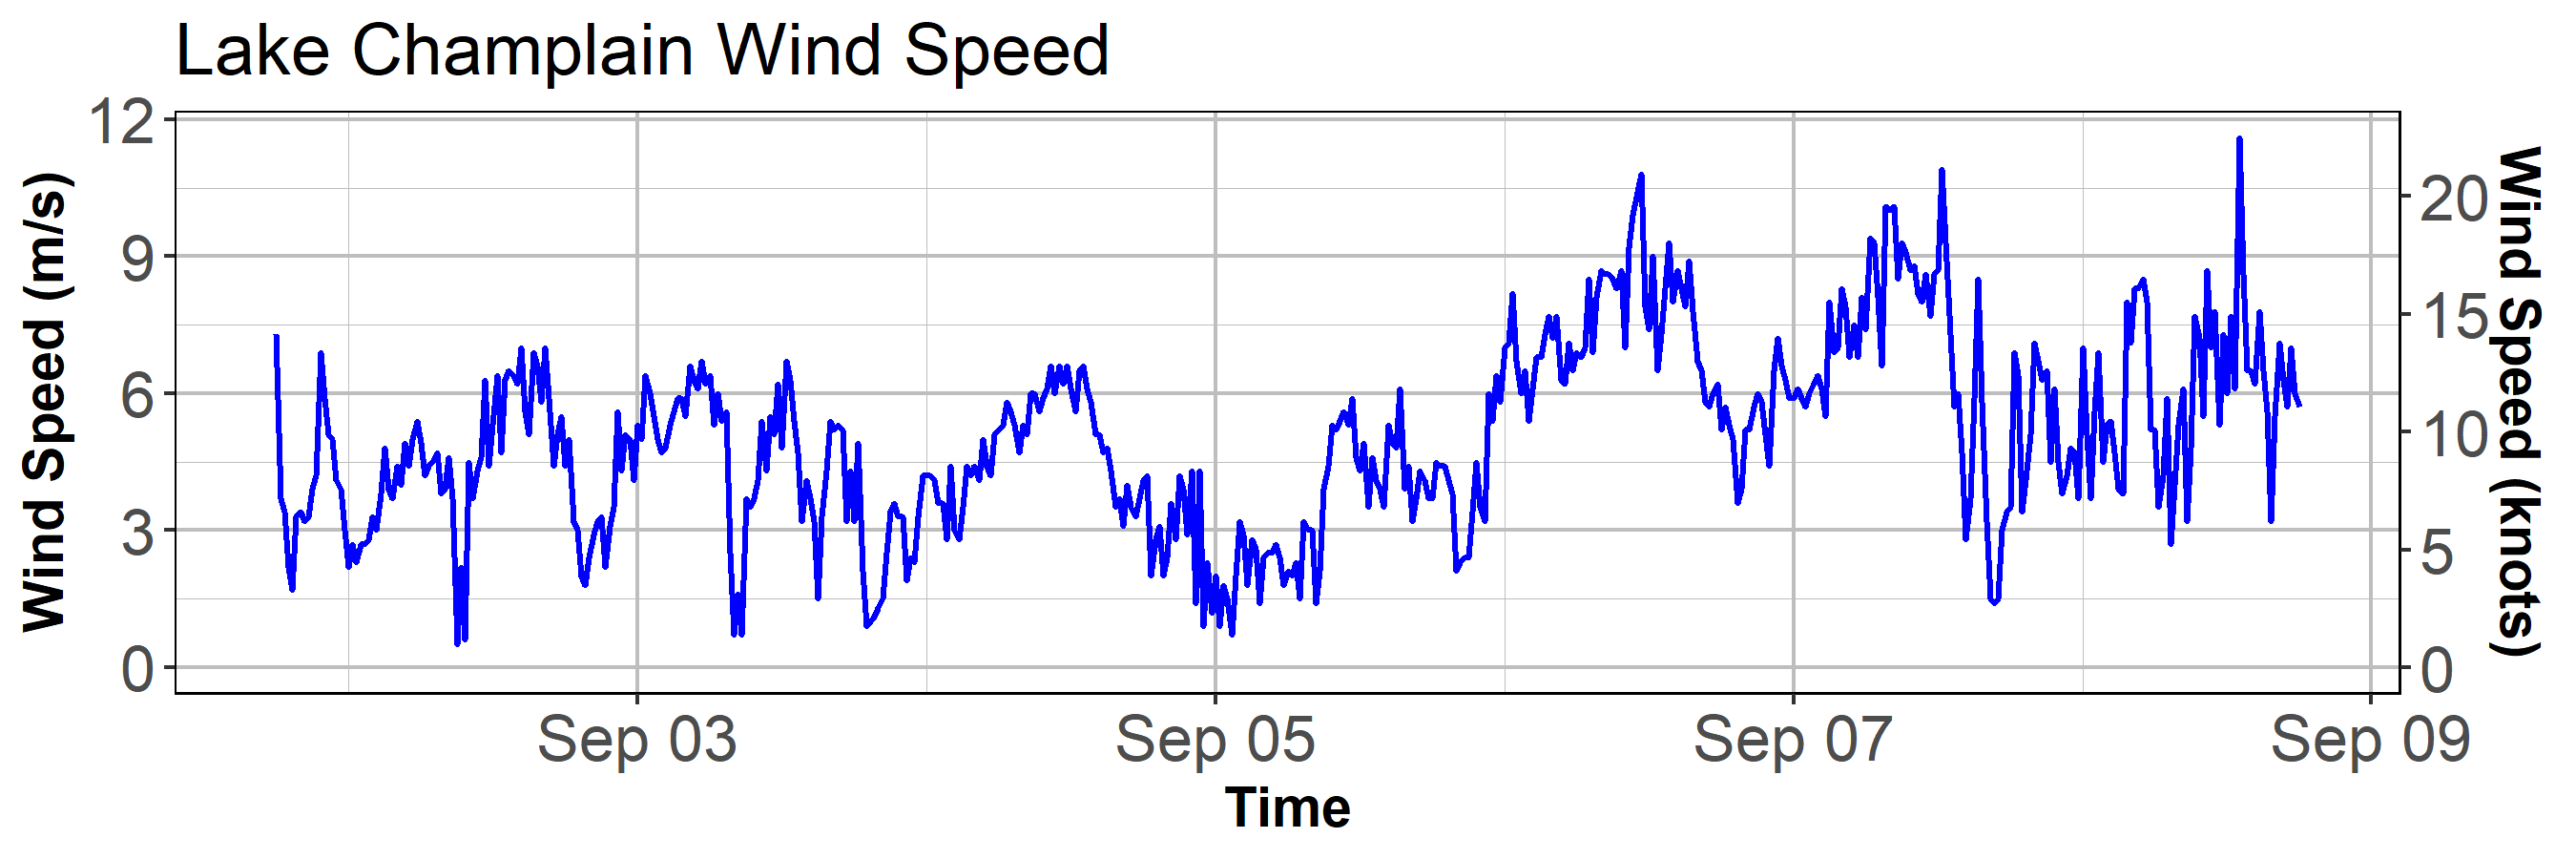 Lake Champlain Wind Speed
Wind Speed (m/s)
12
9
6
3
0
Wind Speed (knots)
20
15
10
5
0
Sep 03
Sep 05
Sep 07
Sep 09
Time